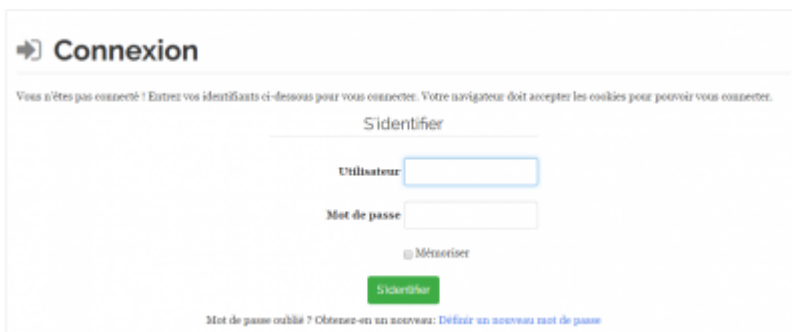 Connexion
Vous n'êtes pas connecté ! Entrez vos identifiants ci-dessous pour vous connecter. Votre navigateur doit accepter les cookies pour pouvoir vous connecter.
S'identifier
Utilisateur
Mot de passe
Mémoriser
S'identifier
Mot de passe oublié ? Obtenez-en un nouveau: Définir un nouveau mot de passe